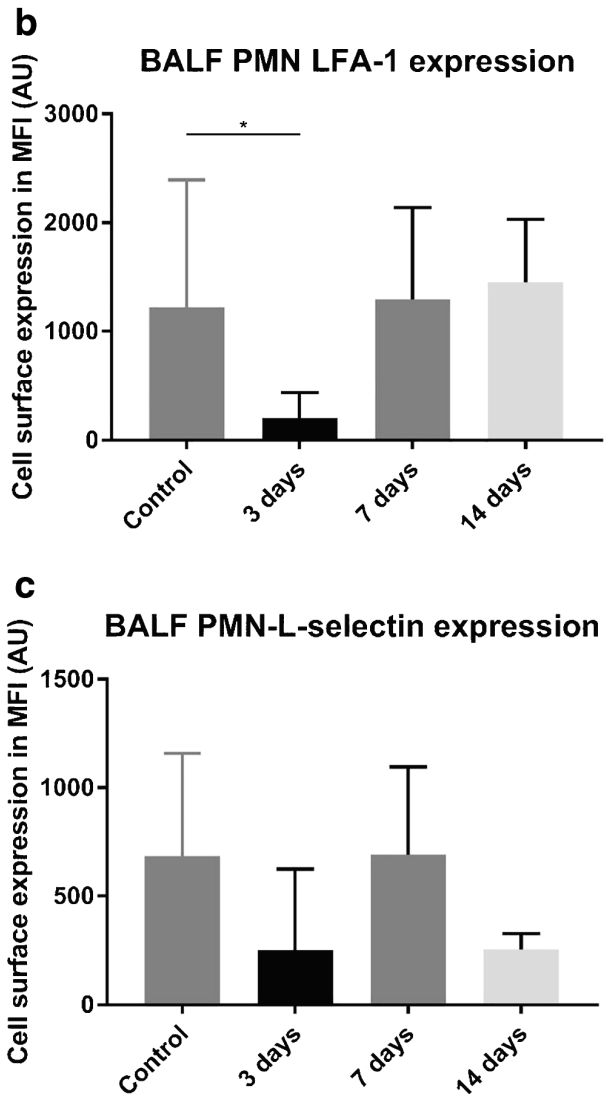 b
BALF PMN LFA-1 expression
Cell surface expression in MFI (AU)
3000
2000
1000
0
*
Control
3 days
7 days
14 days
c
BALF PMN-L-selectin expression
Cell surface expression in MFI (AU)
1500
1000
500
0
Control
3 days
7 days
14 days